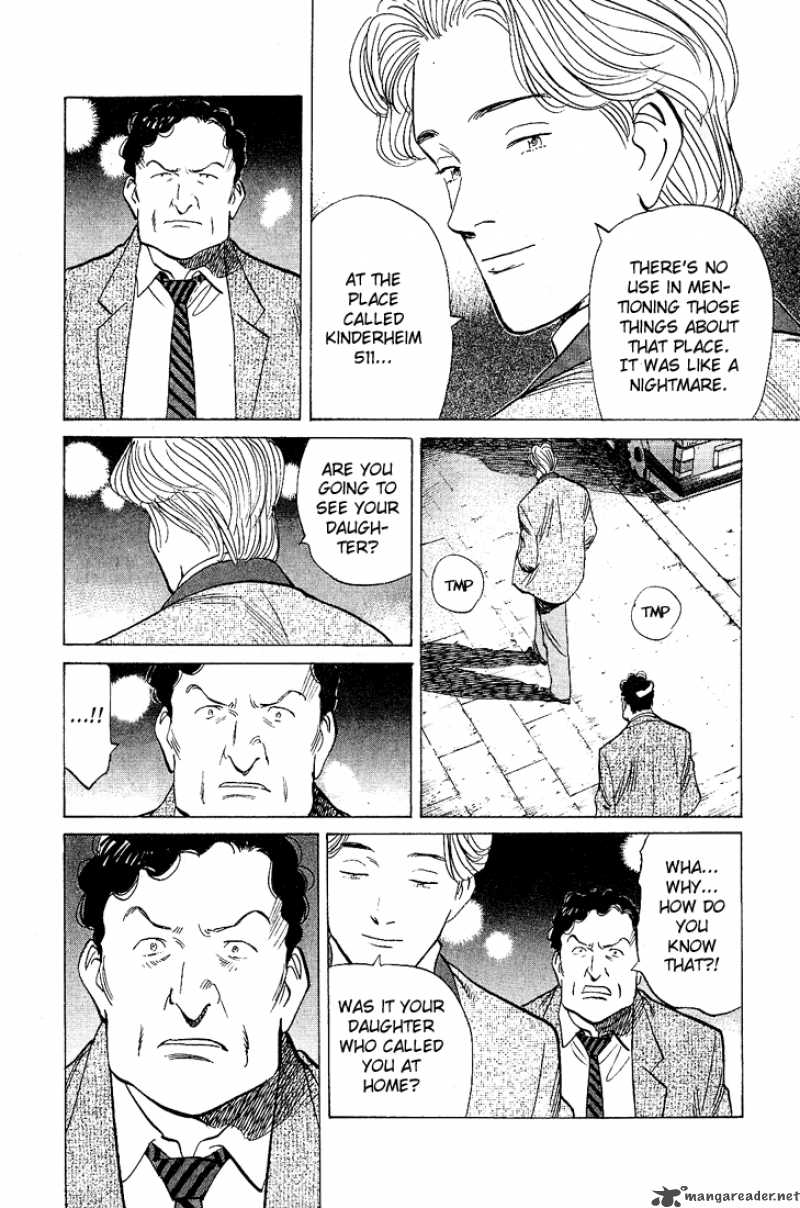 THERE'S NO
USE IN MEN-
TIONING THOSE
THINGS ABOUT
THAT PLACE.
IT WAS LIKE A
NIGHTMARE.
AT THE
PLACE
CALLED
KINDERHEIM
511...
TMP
TMP
ARE YOU
GOING TO
SEE YOUR
DAUGH-
TER?
...!!
WHA...
WHY...
HOW DO
YOU
KNOW
THAT?!
WAS IT YOUR
DAUGHTER
WHO CALLED
YOU AT
HOME?
mangareader.net